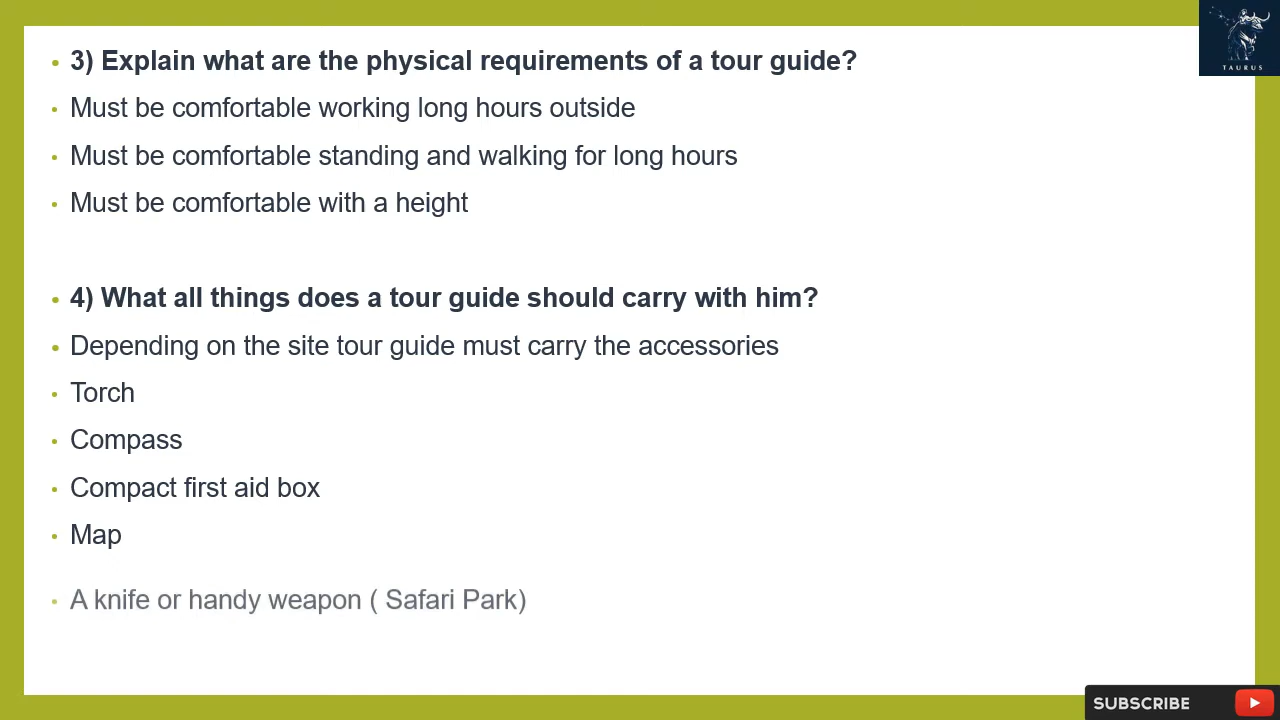 3) Explain what are the physical requirements of a tour guide?
Must be comfortable working long hours outside
Must be comfortable standing and walking for long hours
Must be comfortable with a height
4) What all things does a tour guide should carry with him?
Depending on the site tour guide must carry the accessories
Torch
Compass
Compact first aid box
Map
A knife or handy weapon ( Safari Park)
TAURUS
SUBSCRIBE